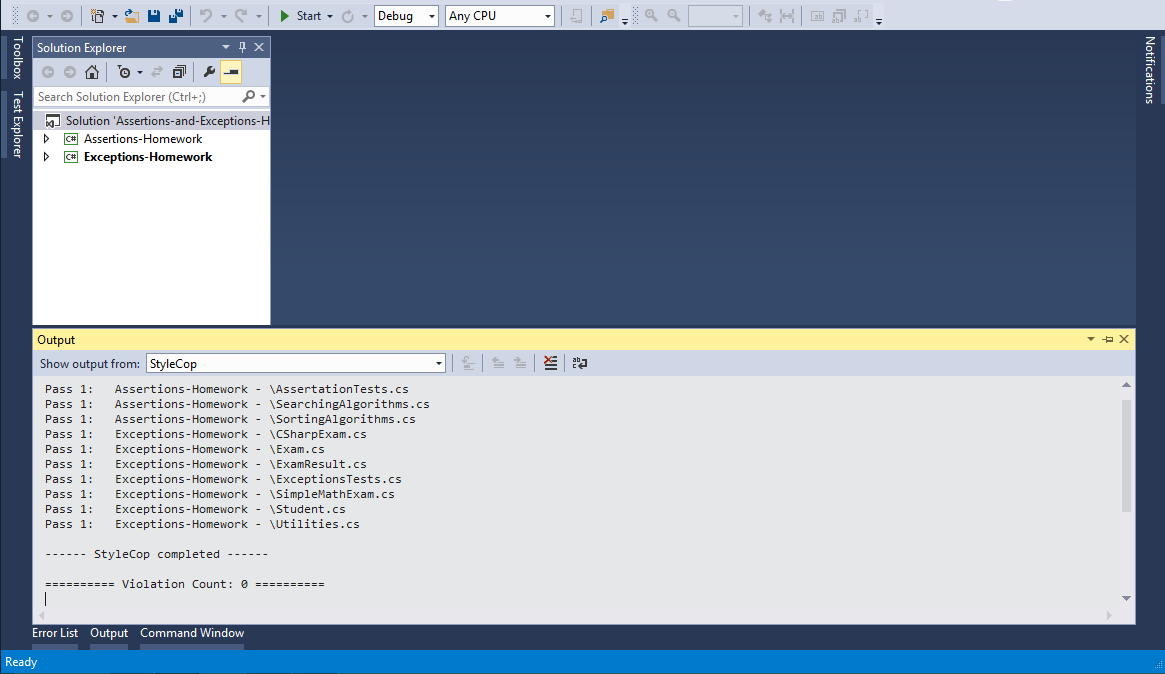 Start
Debug
Any CPU
Toolbox
Test Explorer
Solution Explorer
Search Solution Explorer (Ctrl+;)
Solution 'Assertions-and-Exceptions-H
C# Assertions-Homework
C# Exceptions-Homework
Notifications
Output
Show output from: StyleCop
Pass 1: Assertions-Homework - \AssertationTests.cs
Pass 1: Assertions-Homework - \SearchingAlgorithms.cs
Pass 1: Assertions-Homework - \SortingAlgorithms.cs
Pass 1: Exceptions-Homework - \CSharpExam.cs
Pass 1: Exceptions-Homework - \Exam.cs
Pass 1: Exceptions-Homework - \ExamResult.cs
Pass 1: Exceptions-Homework - \ExceptionsTests.cs
Pass 1: Exceptions-Homework - \SimpleMathExam.cs
Pass 1: Exceptions-Homework - \Student.cs
Pass 1: Exceptions-Homework - \Utilities.cs
------ StyleCop completed ------
========== Violation Count: 0 ==========
Error List Output Command Window
Ready